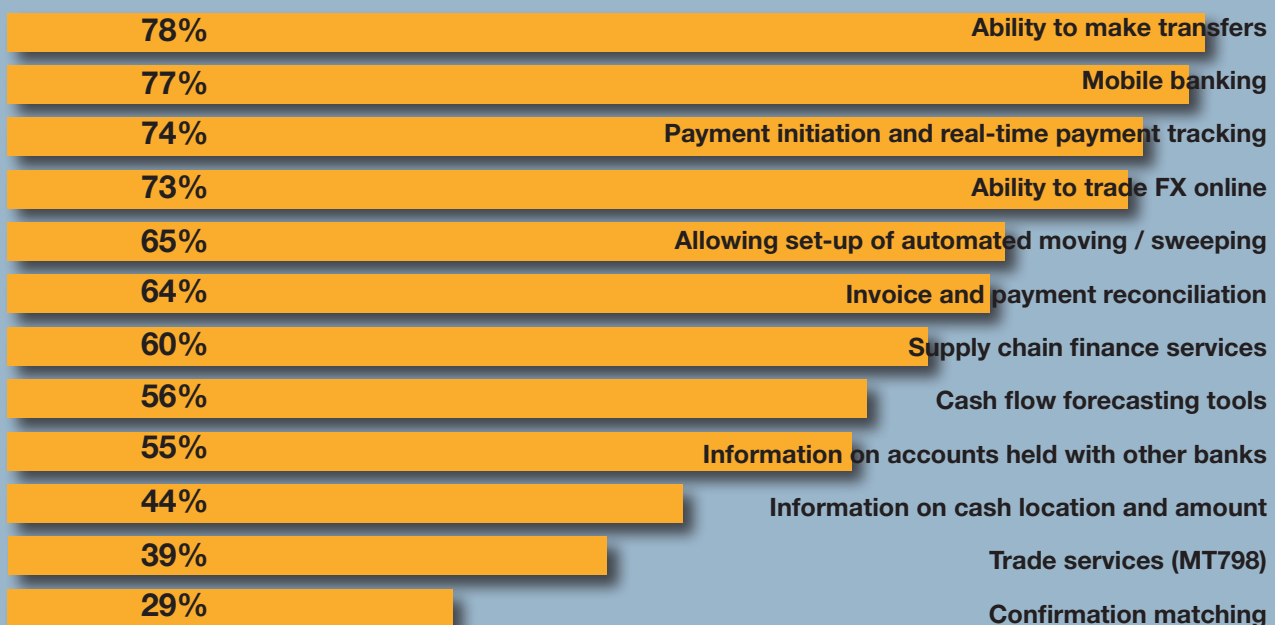 78% Ability to make transfers
77% Mobile banking
74% Payment initiation and real-time payment tracking
73% Ability to trade FX online
65% Allowing set-up of automated moving / sweeping
64% Invoice and payment reconciliation
60% Supply chain finance services
56% Cash flow forecasting tools
55% Information on accounts held with other banks
44% Information on cash location and amount
39% Trade services (MT798)
29% Confirmation matching